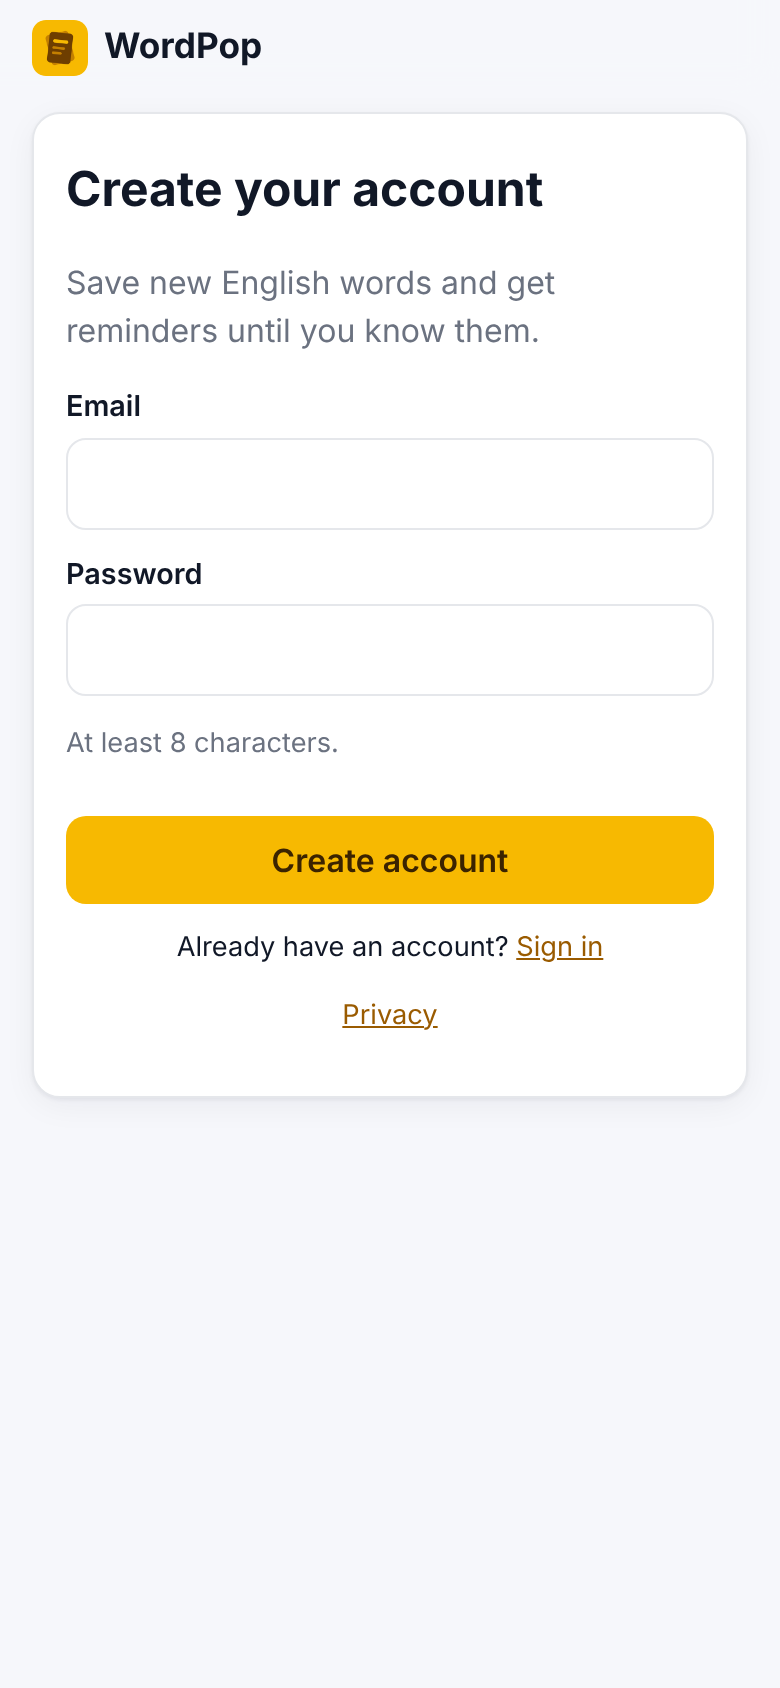 WordPop
Create your account
Save new English words and get
reminders until you know them.
Email
Password
At least 8 characters.
Create account
Already have an account? Sign in
Privacy